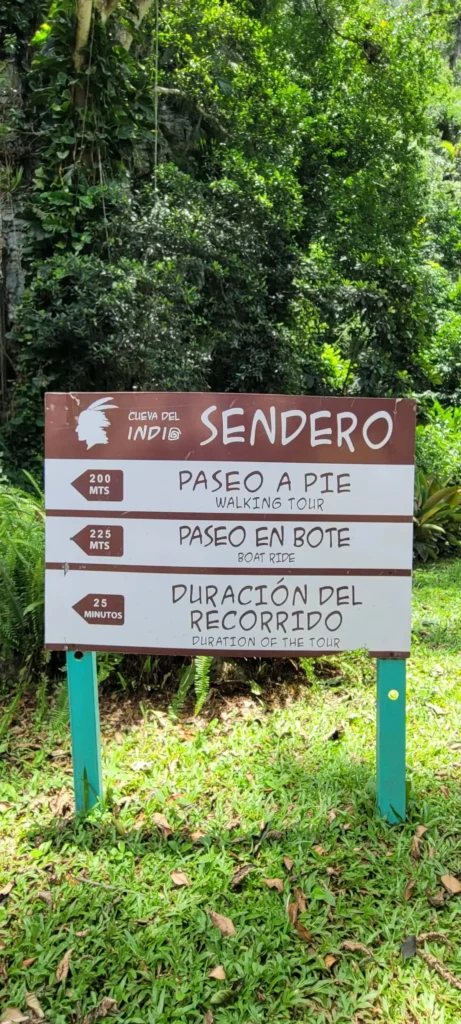 CUEVA DEL
INDIO
SENDERO
200
MTS
PASEO A PIE
WALKING TOUR
225
MTS
PASEO EN BOTE
BOAT RIDE
25
MINUTOS
DURACIÓN DEL
RECORRIDO
DURATION OF THE TOUR